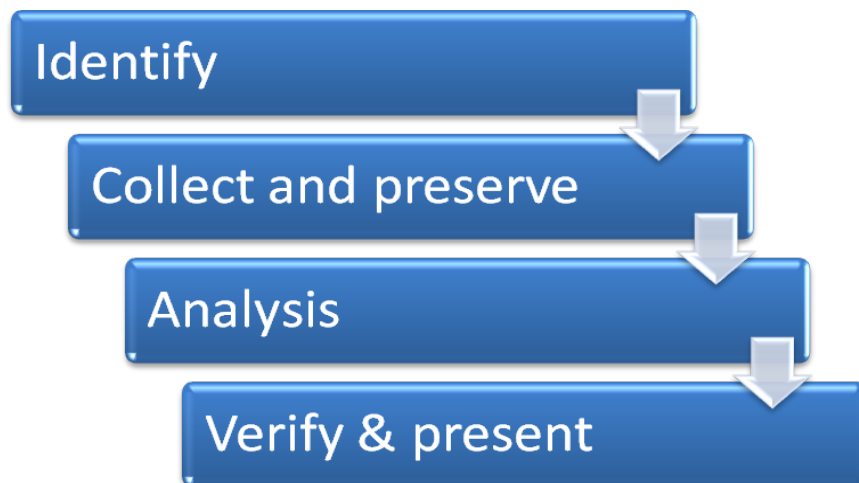 Identify
Collect and preserve
Analysis
Verify & present